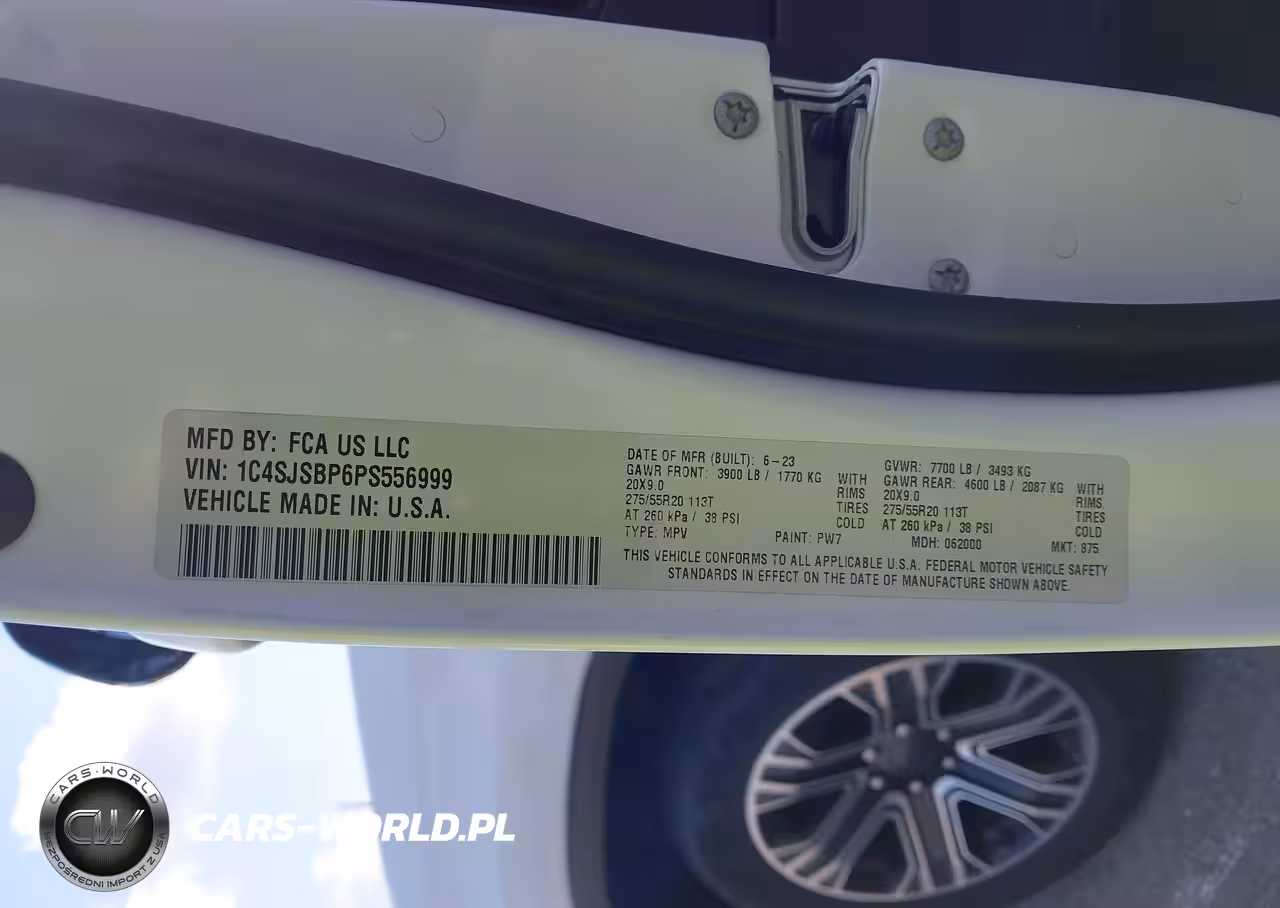 MFD BY: FCA US LLC
VIN: 1C4SJSBP6PS556999
VEHICLE MADE IN: U.S.A.
DATE OF MFR (BUILT): 6-23
GVWR: 7700 LB / 3493 KG
GAWR FRONT: 3900 LB / 1770 KG WITH
GAWR REAR: 4600 LB / 2087 KG WITH
20X9.0 RIMS
20X9.0 RIMS
275/55R20 113T TIRES
275/55R20 113T TIRES
AT 260 kPa / 38 PSI COLD
AT 260 kPa / 38 PSI COLD
TYPE: MPV PAINT: PW7 MDH: 062000 MKT: 875
THIS VEHICLE CONFORMS TO ALL APPLICABLE U.S.A. FEDERAL MOTOR VEHICLE SAFETY
STANDARDS IN EFFECT ON THE DATE OF MANUFACTURE SHOWN ABOVE.
CARS-WORLD
CW
BEZPOŚREDNI IMPORT Z USA
CARS-WORLD.PL